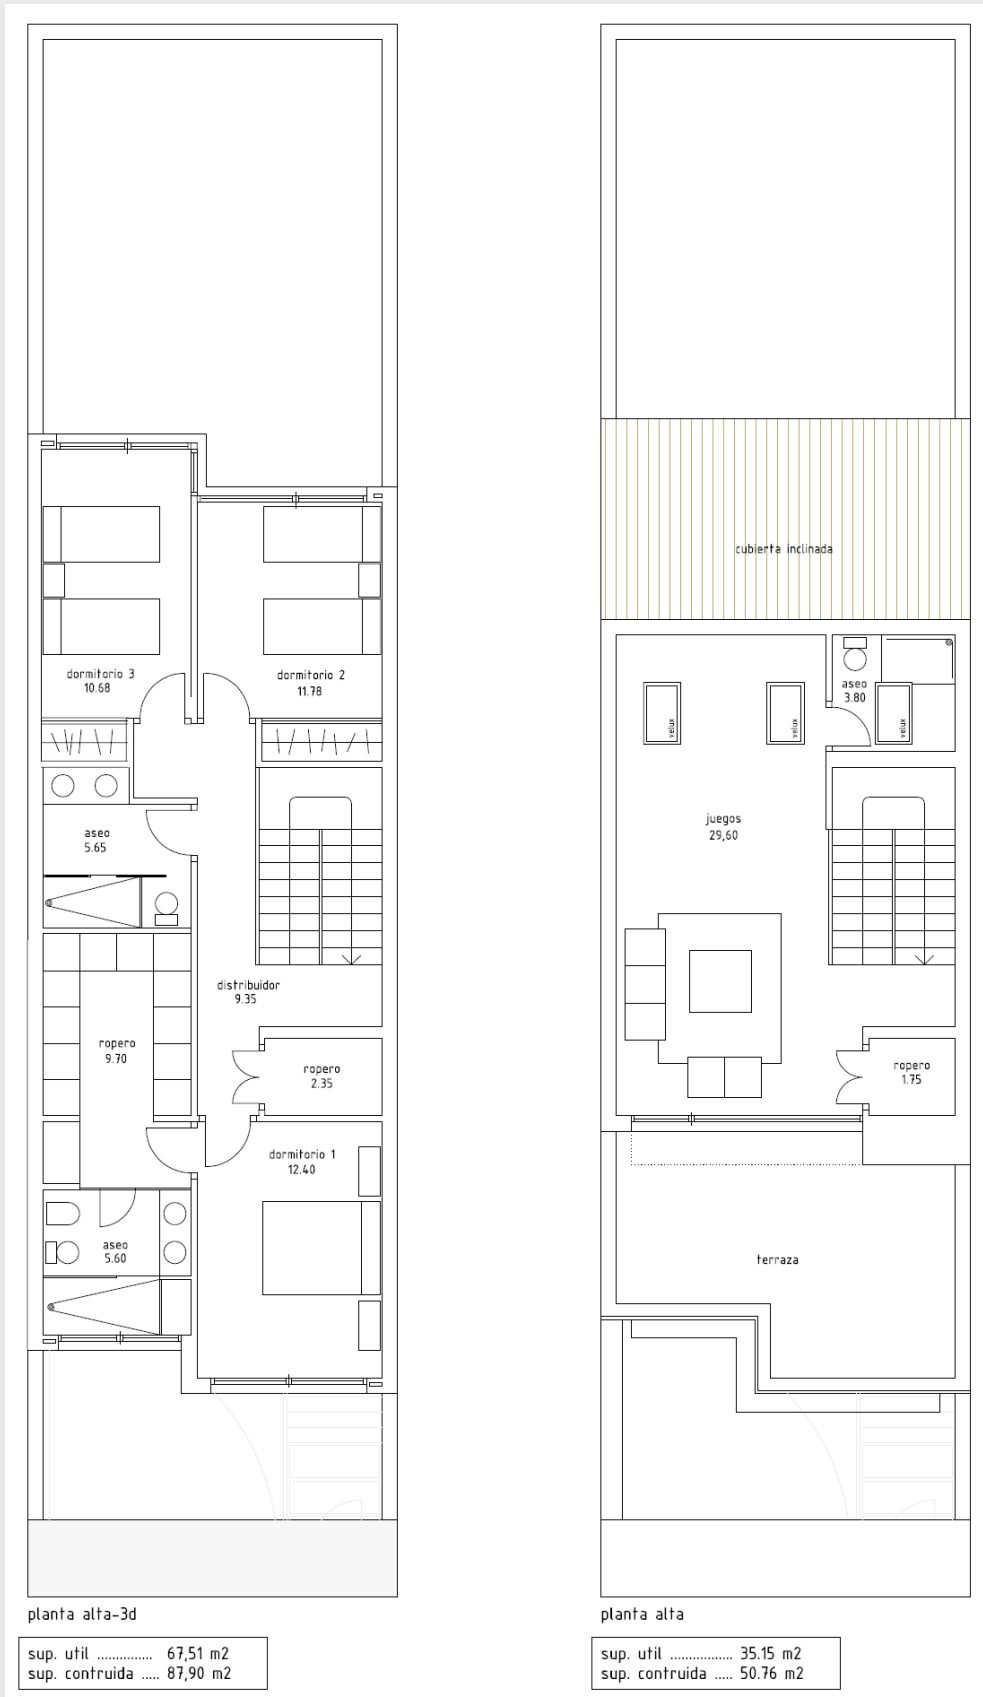 dormitorio 3
10.68
dormitorio 2
11.78
aseo
5.65
distribuidor
9.35
ropero
9.70
ropero
2.35
dormitorio 1
12.40
aseo
5.60
planta alta-3d
sup. util ............... 67,51 m2
sup. contruida ..... 87,90 m2
cubierta inclinada
aseo
3.80
velux
velux
velux
juegos
29,60
ropero
1.75
terraza
planta alta
sup. util ................. 35.15 m2
sup. contruida ..... 50.76 m2